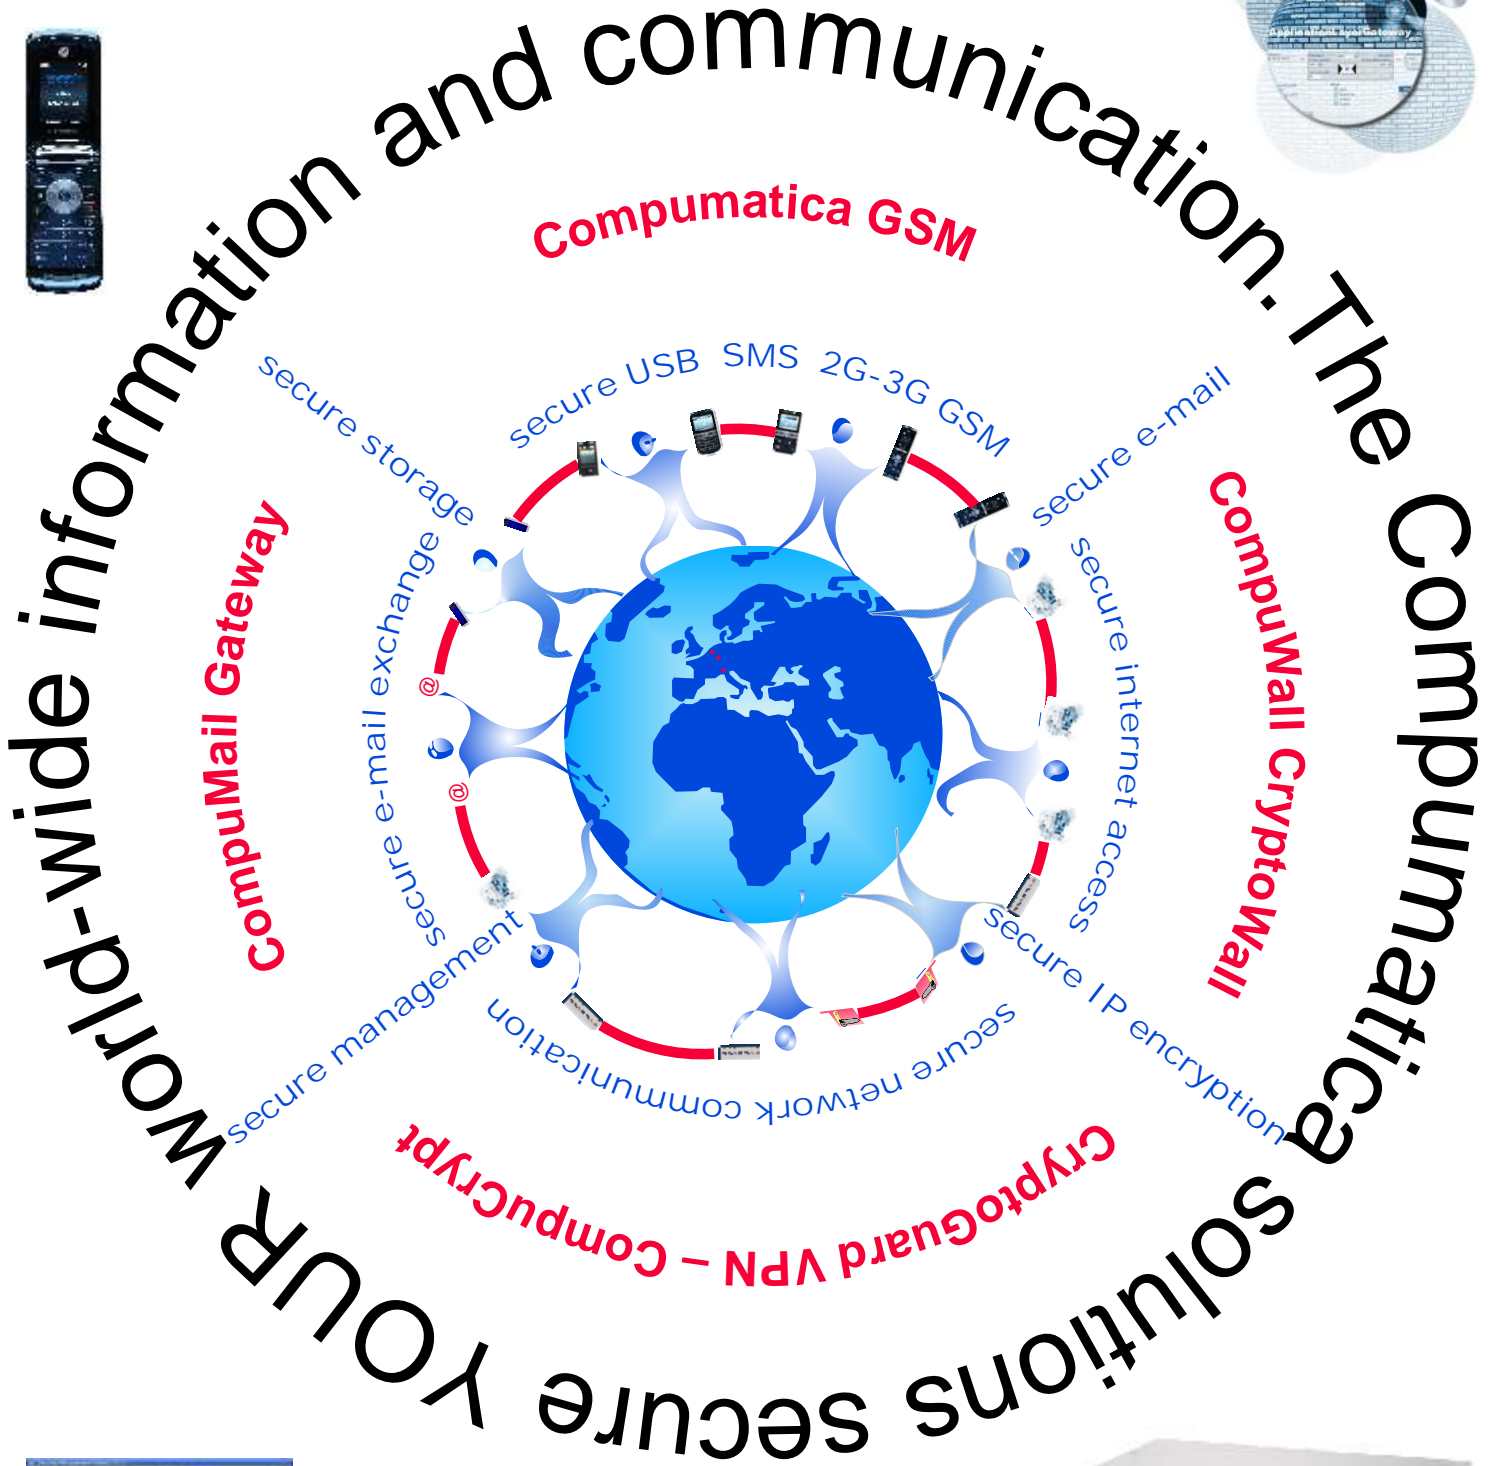 The Compumatica solutions secure YOUR world-wide information and communication.
Compumatica GSM
CompuWall CryptoWall
CryptoGuard VPN – CompuCrypt
CompuMail Gateway
secure storage
secure USB SMS 2G-3G GSM
secure e-mail
secure internet access
secure IP encryption
secure network communication
secure management
secure e-mail exchange
@
@
ApplicationLayerGateway